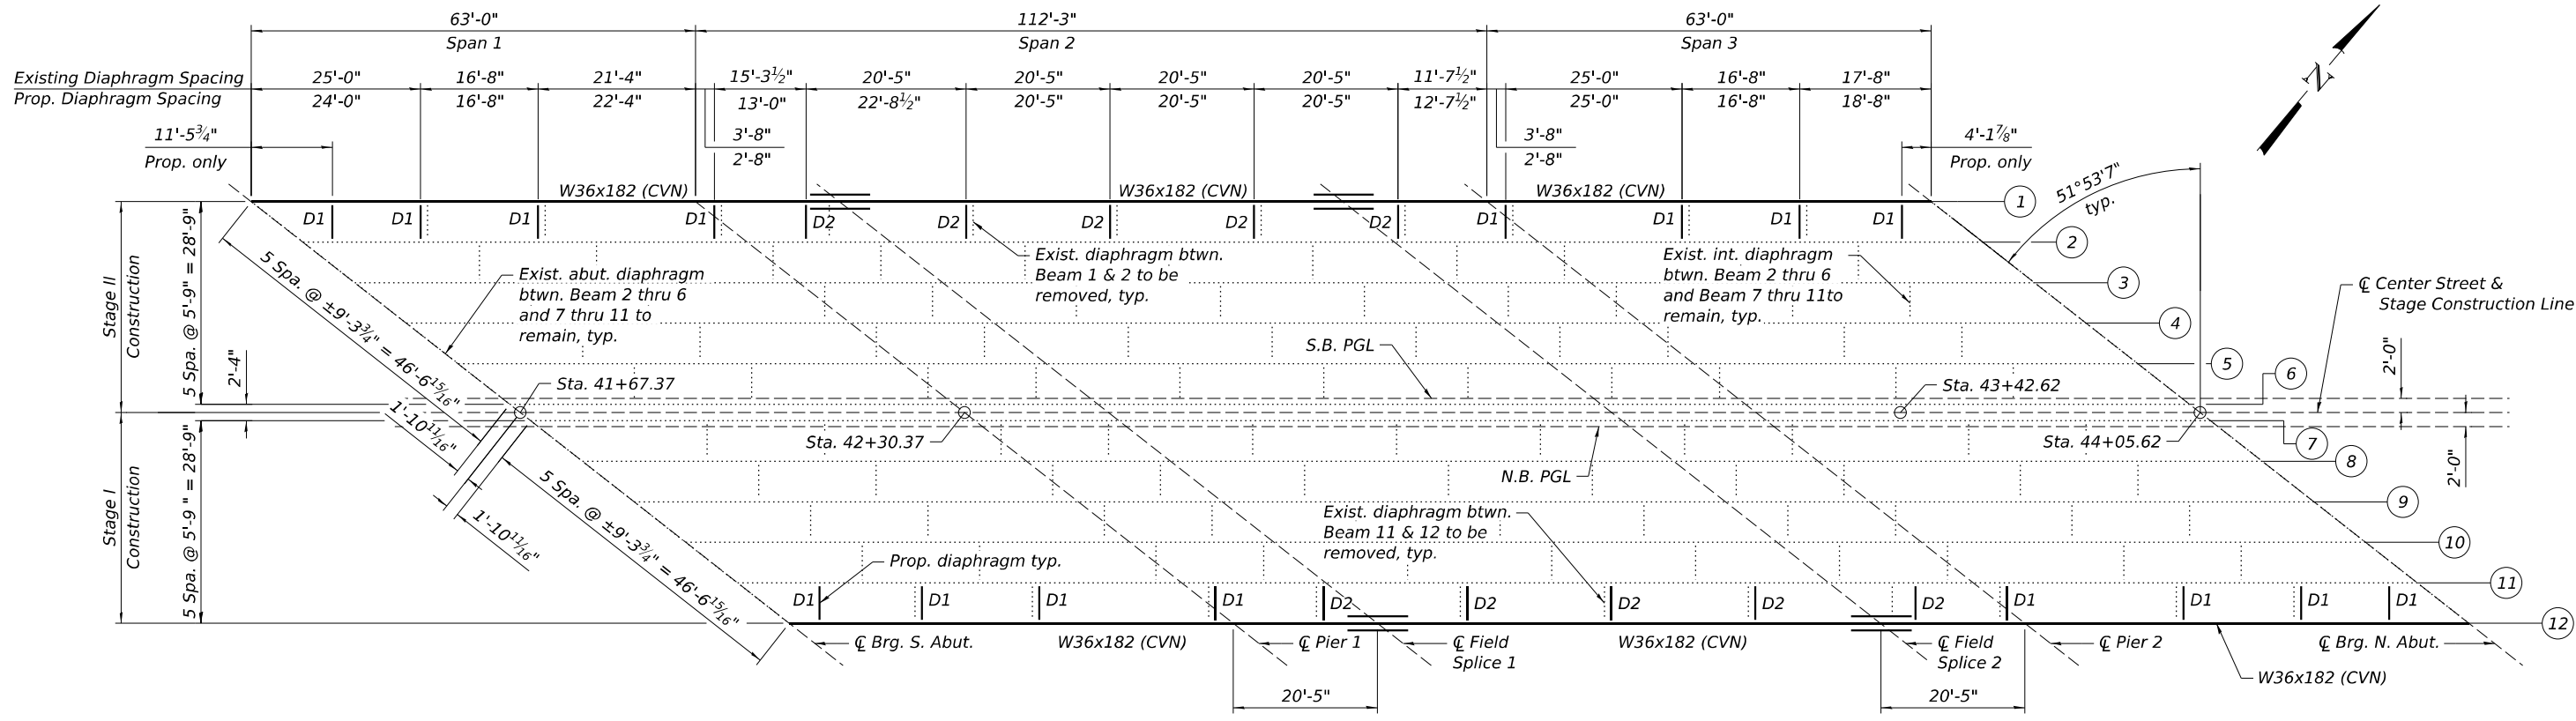 63'-0"
112'-3"
63'-0"
Span 1
Span 2
Span 3
Existing Diaphragm Spacing
25'-0"
16'-8"
21'-4"
15'-3½"
20'-5"
20'-5"
20'-5"
20'-5"
11'-7½"
25'-0"
16'-8"
17'-8"
Prop. Diaphragm Spacing
24'-0"
16'-8"
22'-4"
13'-0"
22'-8½"
20'-5"
20'-5"
20'-5"
12'-7½"
25'-0"
16'-8"
18'-8"
11'-5¾"
Prop. only
3'-8"
2'-8"
3'-8"
2'-8"
4'-1⅞"
Prop. only
N
51°53'7"
typ.
W36x182 (CVN)
W36x182 (CVN)
W36x182 (CVN)
1
D1
D1
D1
D1
D2
D2
D2
D2
D2
D1
D1
D1
D1
2
3
4
5
6
7
8
9
10
11
12
Exist. abut. diaphragm
btwn. Beam 2 thru 6
and 7 thru 11 to
remain, typ.
Exist. diaphragm btwn.
Beam 1 & 2 to be
removed, typ.
Exist. int. diaphragm
btwn. Beam 2 thru 6
and Beam 7 thru 11to
remain, typ.
℄ Center Street &
Stage Construction Line
Stage II
Construction
5 Spa. @ 5'-9" = 28'-9"
5 Spa. @ ±9'-3¾" = 46'-6 15/16"
2'-4"
1'-10 11/16"
1'-10 11/16"
Sta. 41+67.37
S.B. PGL
Sta. 43+42.62
2'-0"
Sta. 42+30.37
Sta. 44+05.62
N.B. PGL
2'-0"
Stage I
Construction
5 Spa. @ 5'-9 " = 28'-9"
5 Spa. @ ±9'-3¾" = 46'-6 15/16"
Exist. diaphragm btwn.
Beam 11 & 12 to be
removed, typ.
Prop. diaphragm typ.
D1
D1
D1
D1
D2
D2
D2
D2
D2
D1
D1
D1
D1
℄ Brg. S. Abut.
W36x182 (CVN)
℄ Pier 1
℄ Field
Splice 1
W36x182 (CVN)
℄ Field
Splice 2
℄ Pier 2
℄ Brg. N. Abut.
W36x182 (CVN)
20'-5"
20'-5"